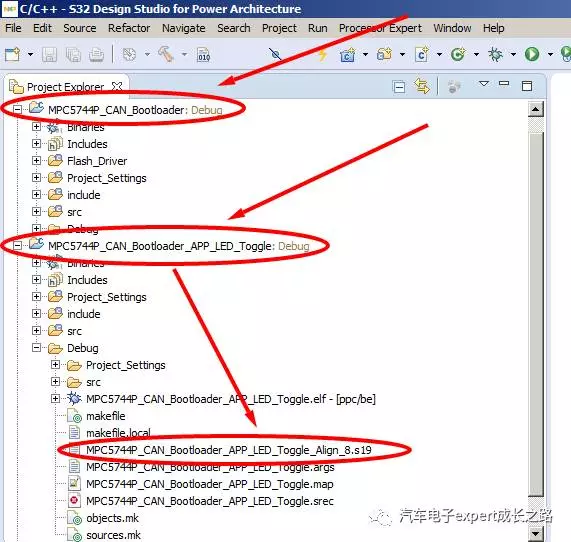 C/C++ - S32 Design Studio for Power Architecture
File Edit Source Refactor Navigate Search Project Run Processor Expert Window Help
010
Project Explorer
MPC5744P_CAN_Bootloader: Debug
Binaries
Includes
Flash_Driver
Project_Settings
include
src
Debug
MPC5744P_CAN_Bootloader_APP_LED_Toggle: Debug
Binaries
Includes
Project_Settings
include
src
Debug
Project_Settings
src
MPC5744P_CAN_Bootloader_APP_LED_Toggle.elf - [ppc/be]
makefile
makefile.local
MPC5744P_CAN_Bootloader_APP_LED_Toggle_Align_8.s19
MPC5744P_CAN_Bootloader_APP_LED_Toggle.args
MPC5744P_CAN_Bootloader_APP_LED_Toggle.map
MPC5744P_CAN_Bootloader_APP_LED_Toggle.srec
objects.mk
sources.mk
汽车电子expert成长之路